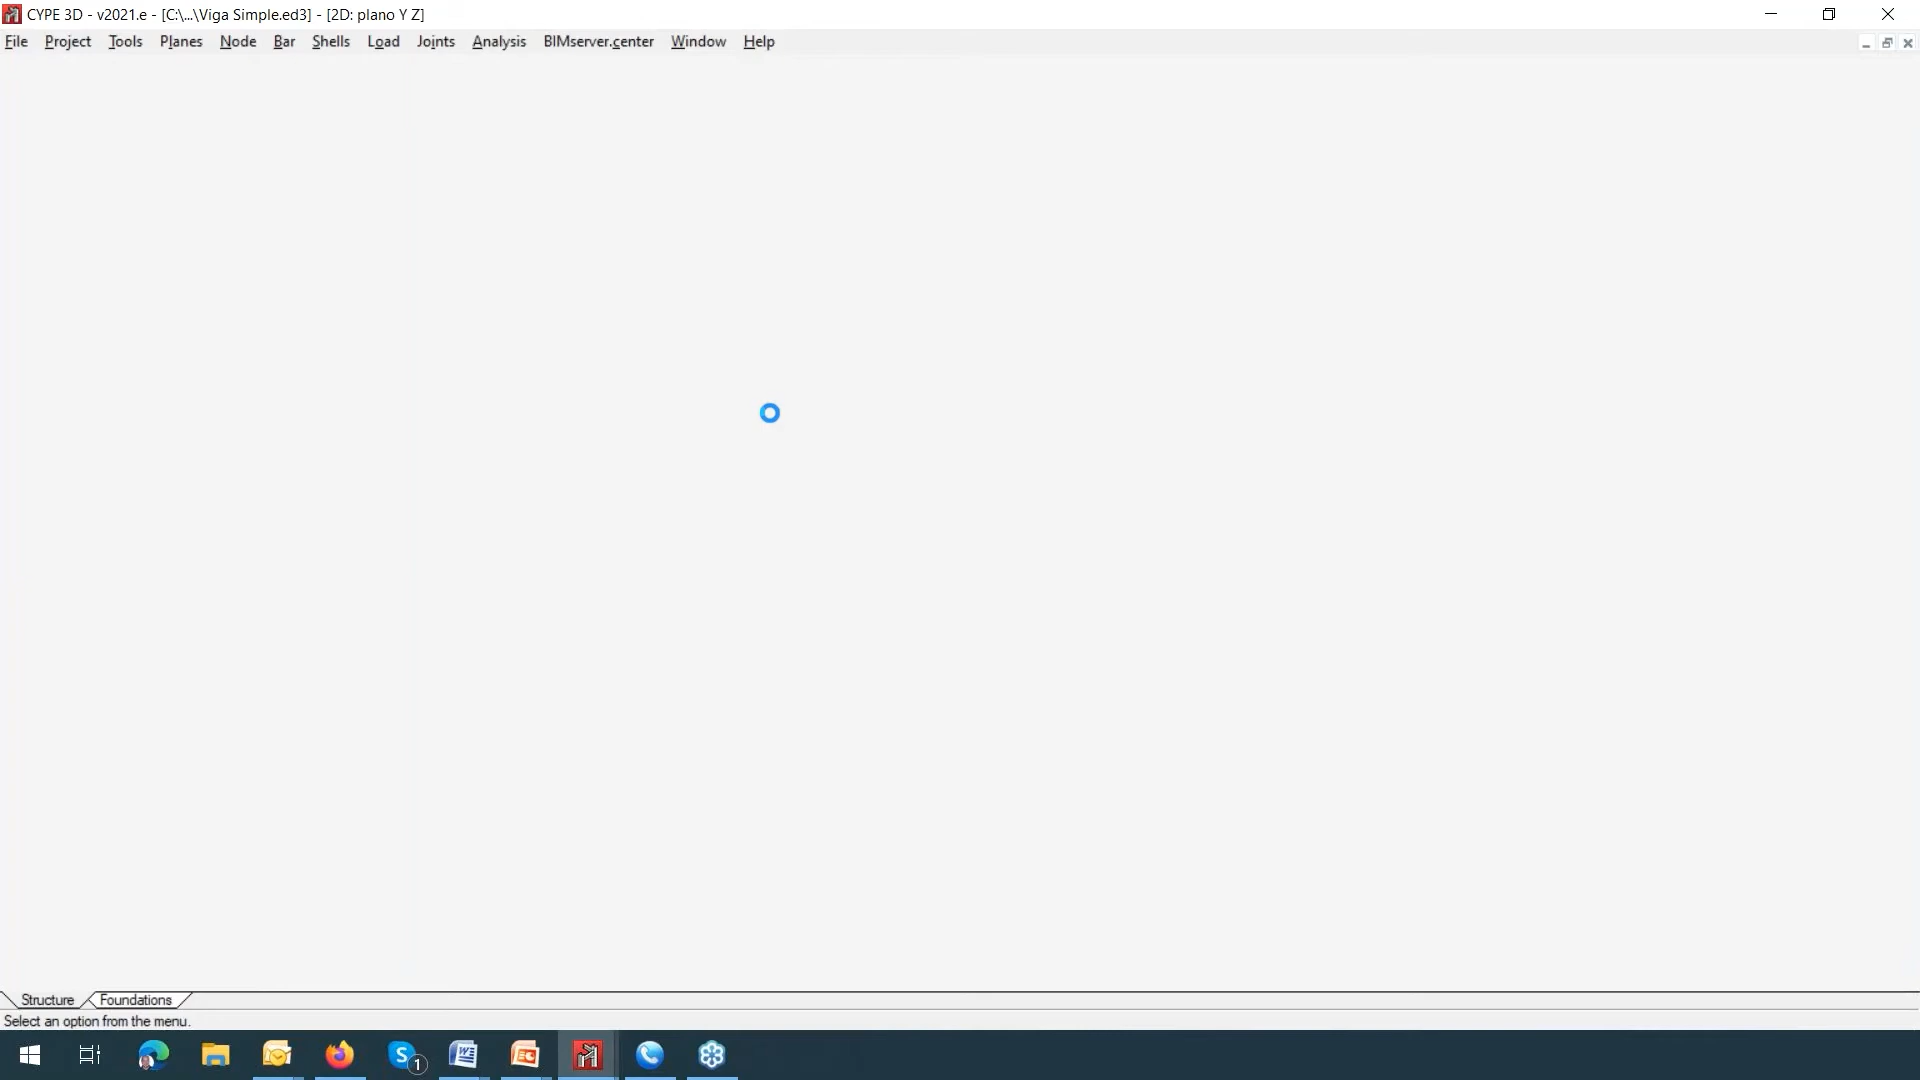 CYPE 3D - v2021.e - [C:\...\Viga Simple.ed3] - [2D: plano Y Z]
File Project Tools Planes Node Bar Shells Load Joints Analysis BIMserver.center Window Help
Structure Foundations
Select an option from the menu.
S 1 W